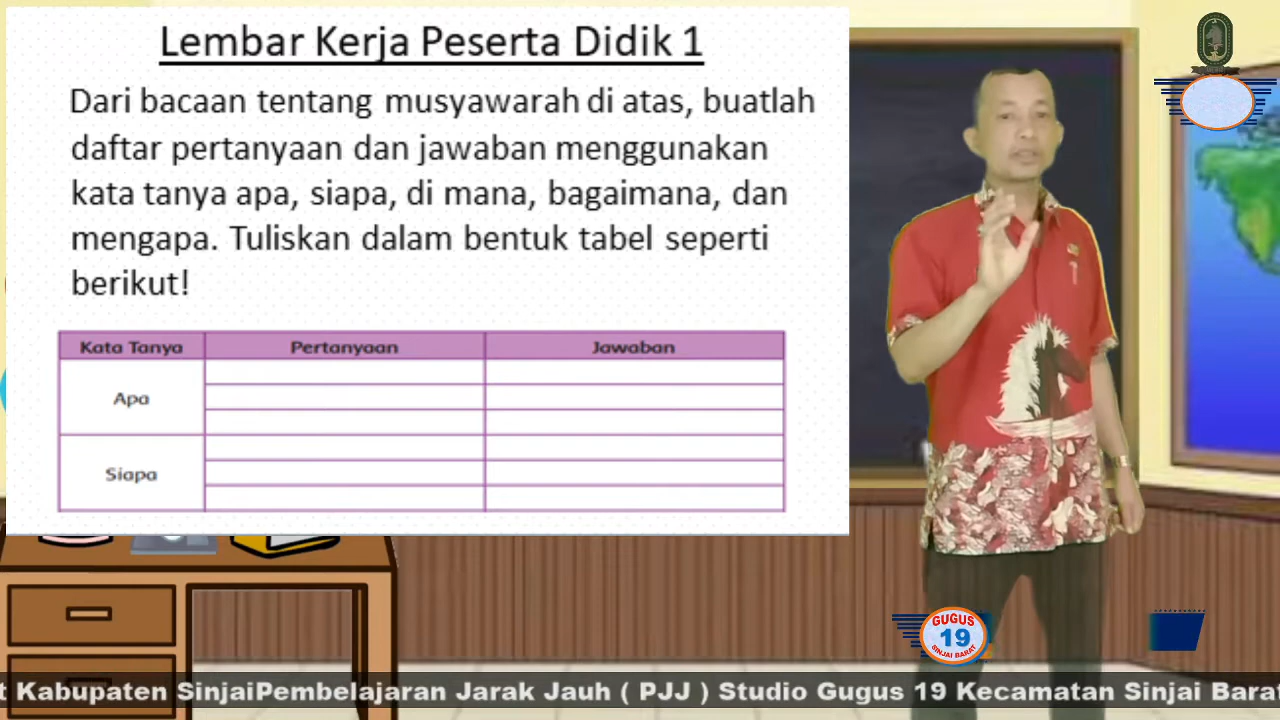 Lembar Kerja Peserta Didik 1
Dari bacaan tentang musyawarah di atas, buatlah
daftar pertanyaan dan jawaban menggunakan
kata tanya apa, siapa, di mana, bagaimana, dan
mengapa. Tuliskan dalam bentuk tabel seperti
berikut!
Kata Tanya Pertanyaan Jawaban
Apa
Siapa
GUGUS
19
SINJAI BARAT
t Kabupaten SinjaiPembelajaran Jarak Jauh ( PJJ ) Studio Gugus 19 Kecamatan Sinjai Barat